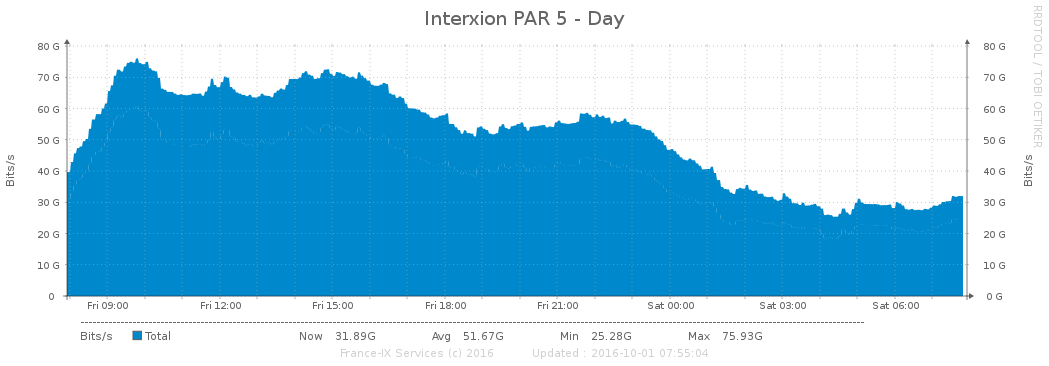 Interxion PAR 5 - Day
RRDTOOL / TOBI OETIKER
80 G 80 G
70 G 70 G
60 G 60 G
50 G 50 G
40 G 40 G
30 G 30 G
20 G 20 G
10 G 10 G
0 0 G
Bits/s
Bits/s
Fri 09:00 Fri 12:00 Fri 15:00 Fri 18:00 Fri 21:00 Sat 00:00 Sat 03:00 Sat 06:00
Bits/s Total Now 31.89G Avg 51.67G Min 25.28G Max 75.93G
France-IX Services (c) 2016 Updated : 2016-10-01 07:55:04